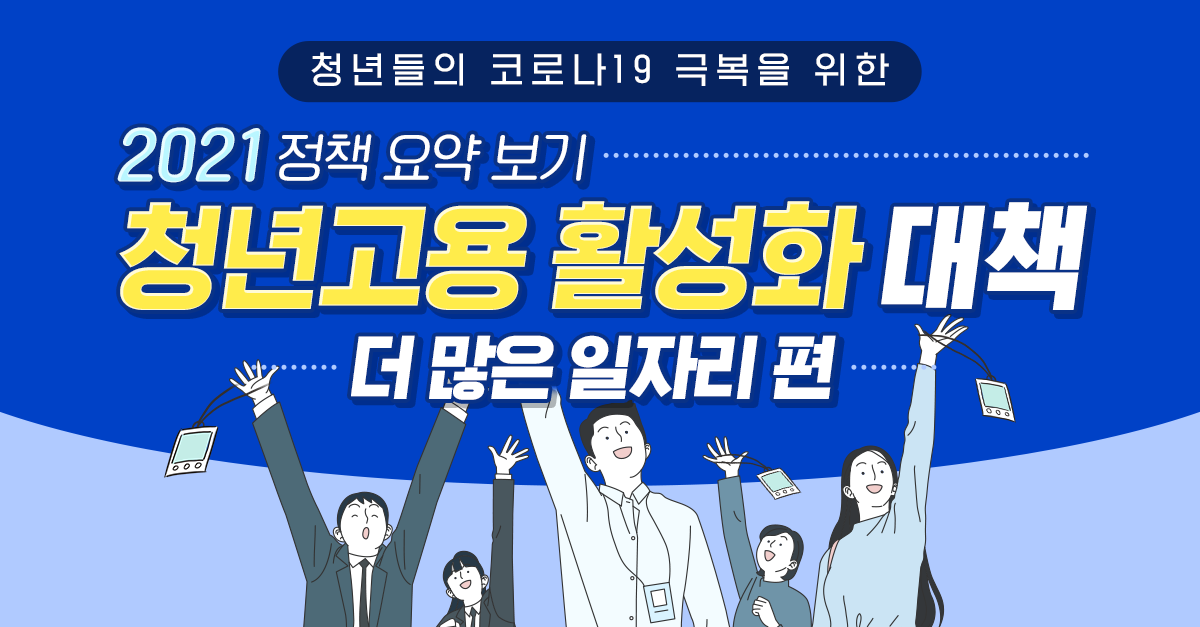 청년들의 코로나19 극복을 위한
2021 정책 요약 보기
청년고용 활성화 대책
더 많은 일자리 편